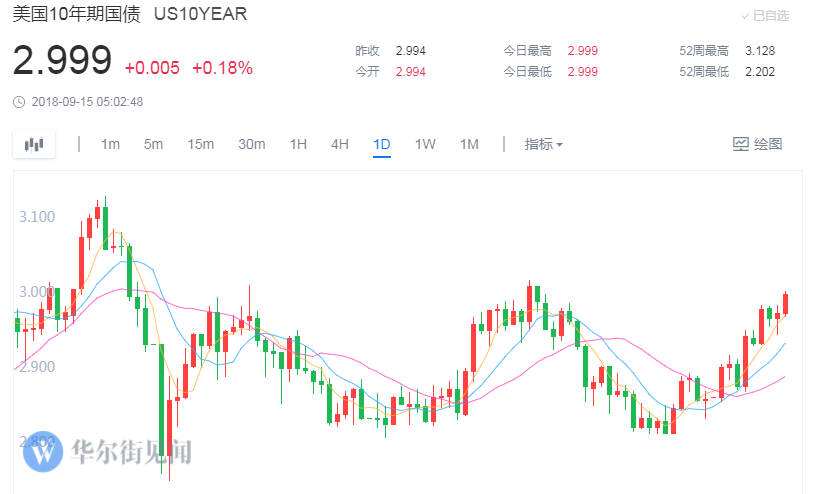 美国10年期国债 US10YEAR
已自选
2.999 +0.005 +0.18%
昨收 2.994 今日最高 2.999 52周最高 3.128
今开 2.994 今日最低 2.999 52周最低 2.202
2018-09-15 05:02:48
1m 5m 15m 30m 1H 4H 1D 1W 1M 指标 绘图
3.100
3.000
2.900
2.800
W 华尔街见闻